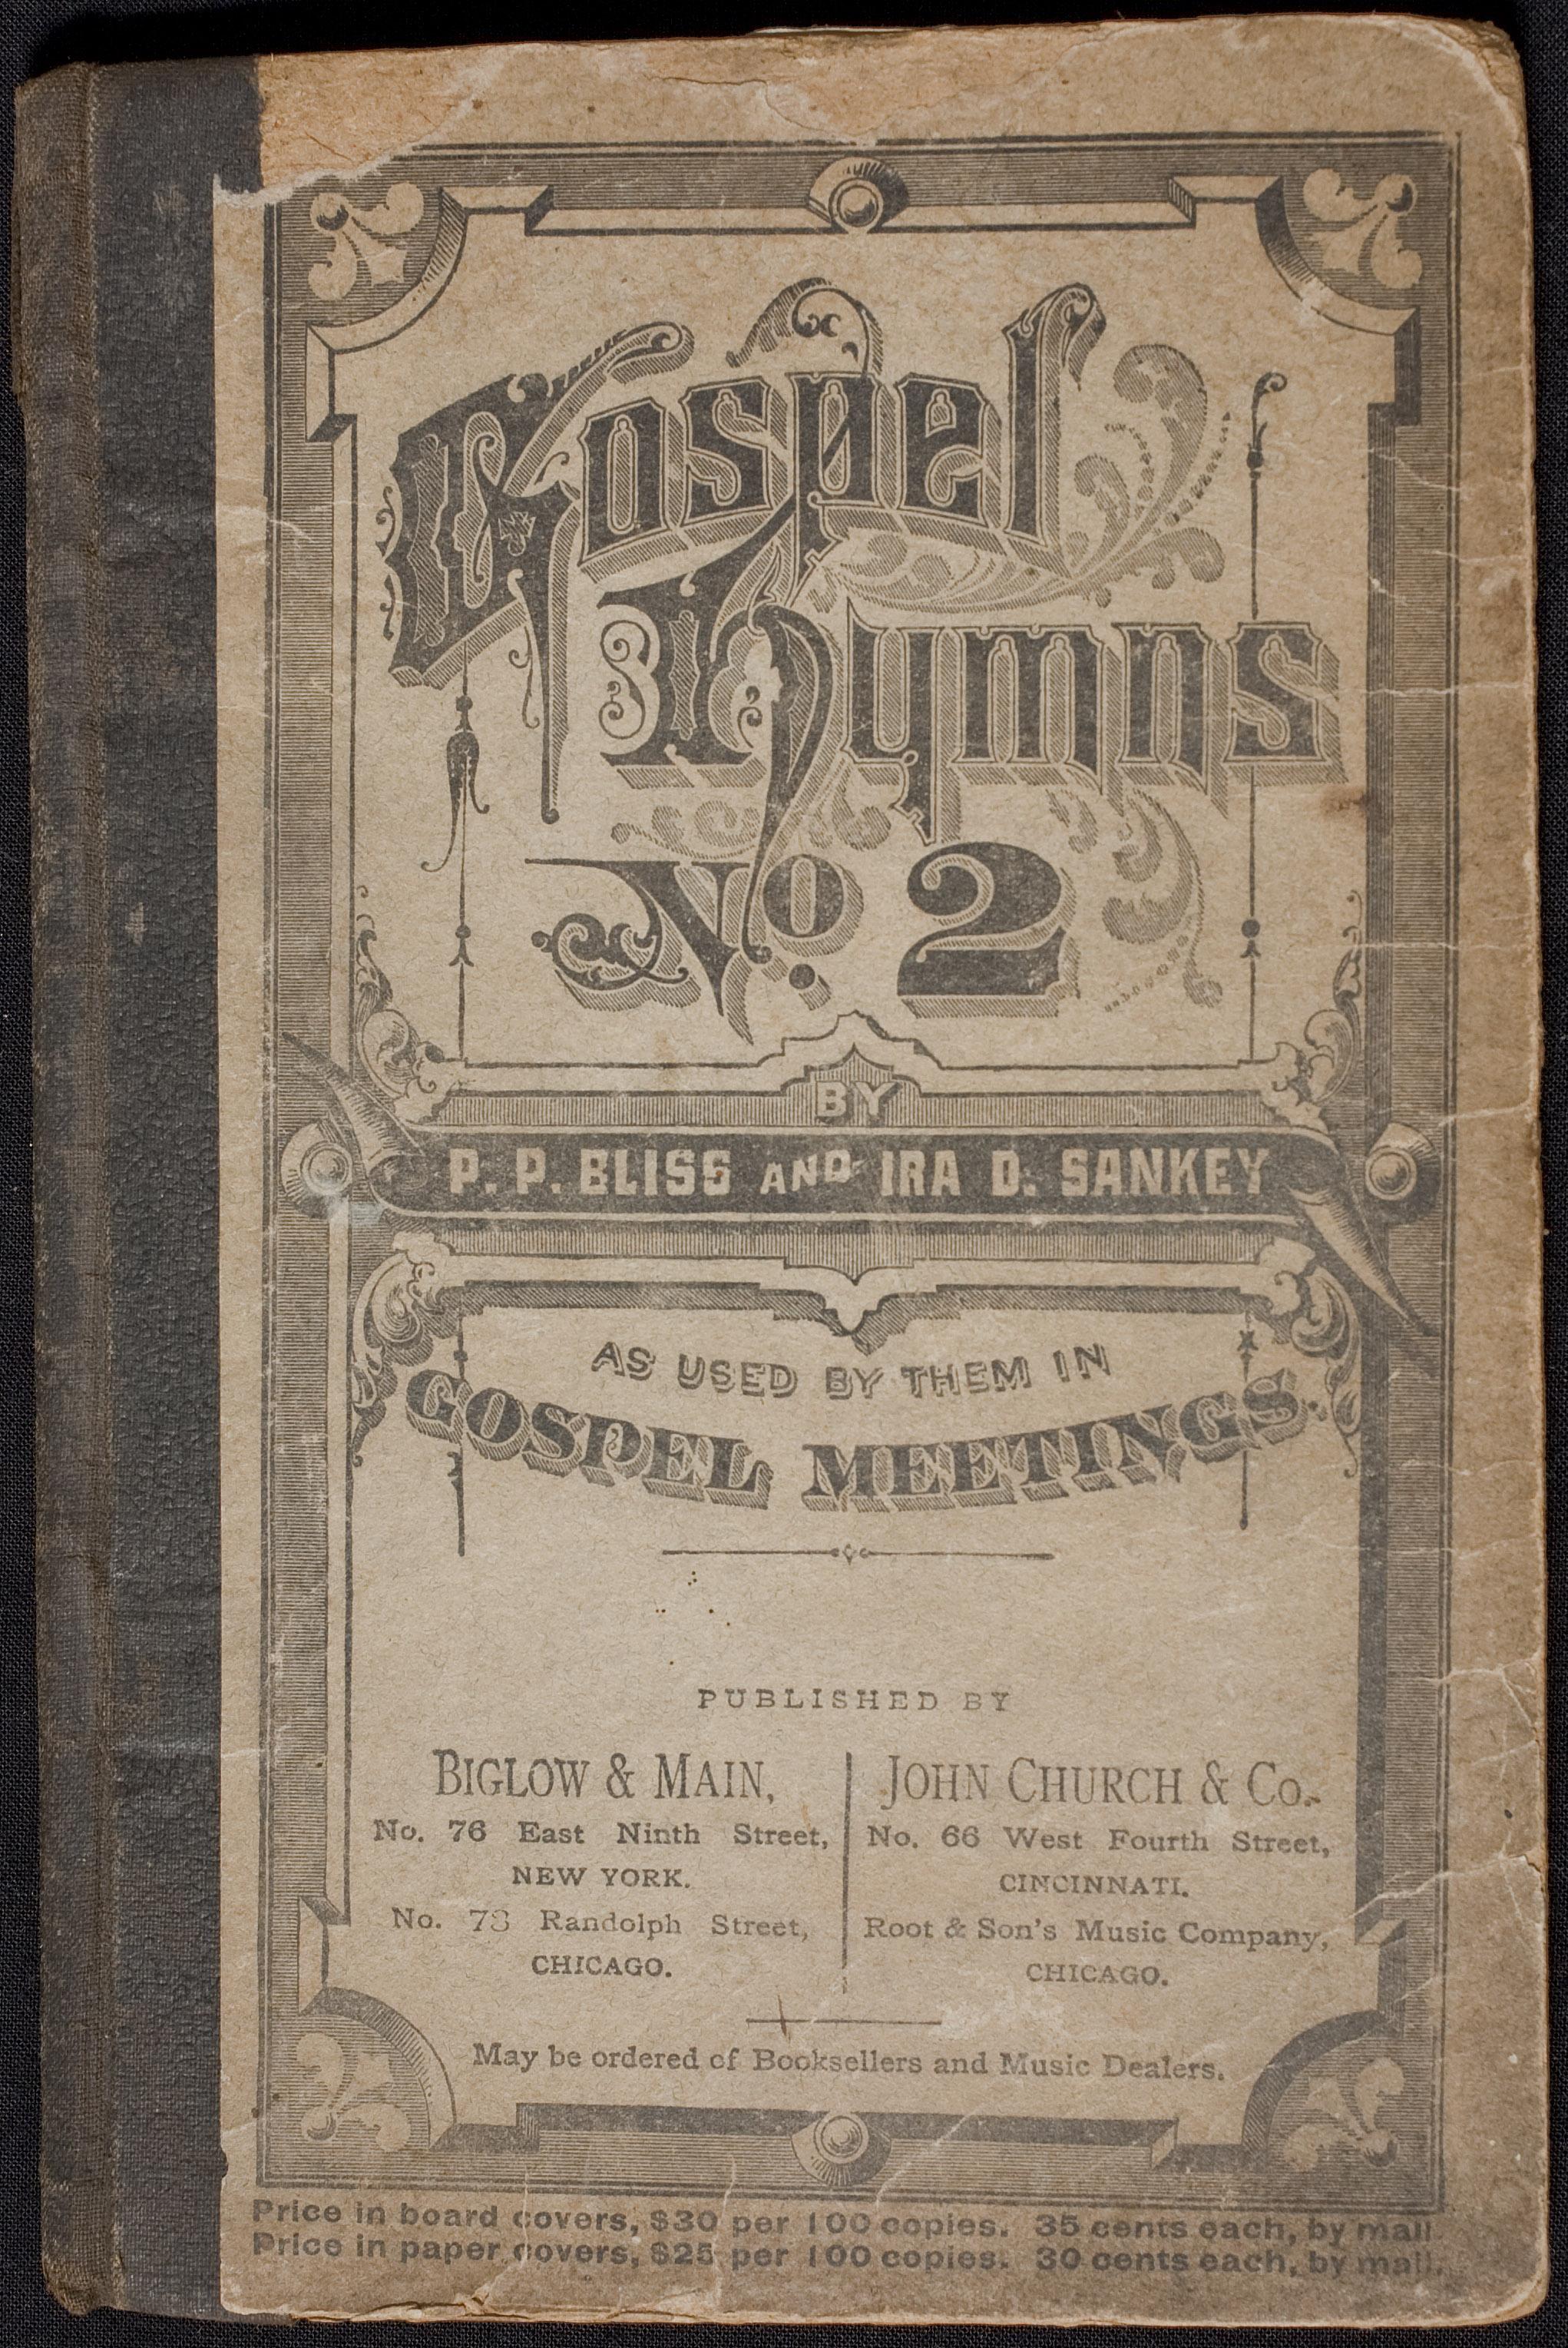 Gospel
Hymns
No. 2
BY
P. P. BLISS AND IRA D. SANKEY
AS USED BY THEM IN
GOSPEL MEETINGS.
PUBLISHED BY
BIGLOW & MAIN,
No. 76 East Ninth Street,
NEW YORK.
No. 73 Randolph Street,
CHICAGO.
JOHN CHURCH & Co.
No. 66 West Fourth Street,
CINCINNATI.
Root & Son's Music Company,
CHICAGO.
May be ordered of Booksellers and Music Dealers.
Price in board covers, $30 per 100 copies. 35 cents each, by mail.
Price in paper covers, $25 per 100 copies. 30 cents each, by mail.